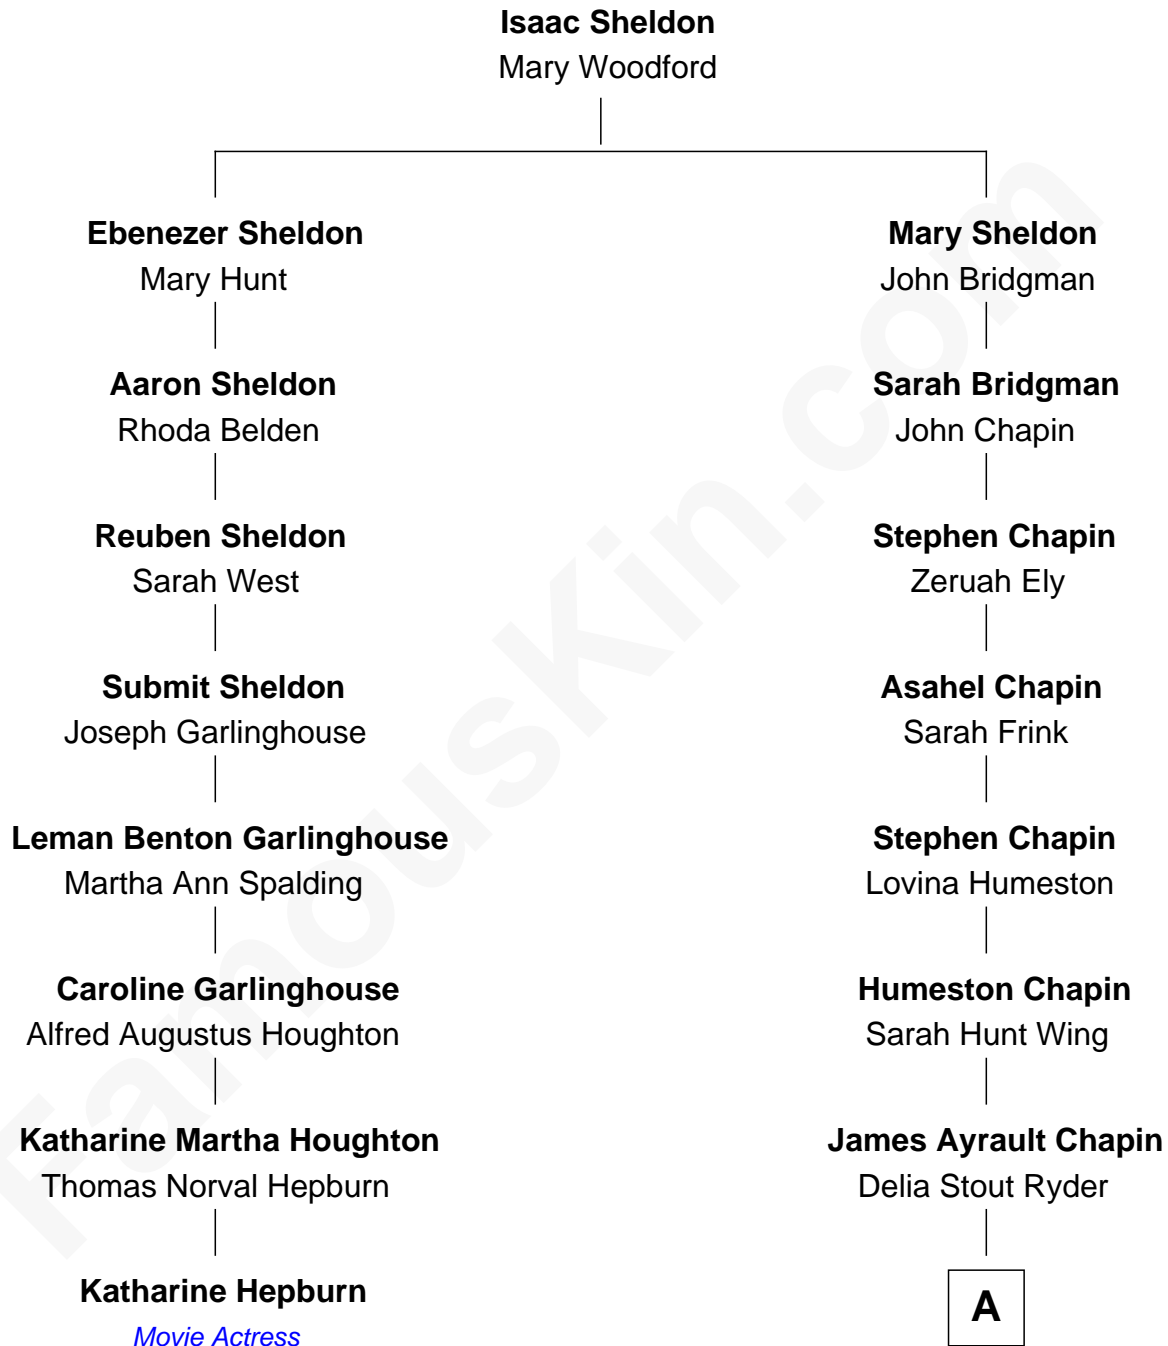 Isaac Sheldon
Mary Woodford
Ebenezer Sheldon
Mary Hunt
Mary Sheldon
John Bridgman
Aaron Sheldon
Rhoda Belden
Sarah Bridgman
John Chapin
Reuben Sheldon
Sarah West
Stephen Chapin
Zeruah Ely
Submit Sheldon
Joseph Garlinghouse
Asahel Chapin
Sarah Frink
Leman Benton Garlinghouse
Martha Ann Spalding
Stephen Chapin
Lovina Humeston
Caroline Garlinghouse
Alfred Augustus Houghton
Humeston Chapin
Sarah Hunt Wing
Katharine Martha Houghton
Thomas Norval Hepburn
James Ayrault Chapin
Delia Stout Ryder
Katharine Hepburn
Movie Actress
A
FamousKin.com